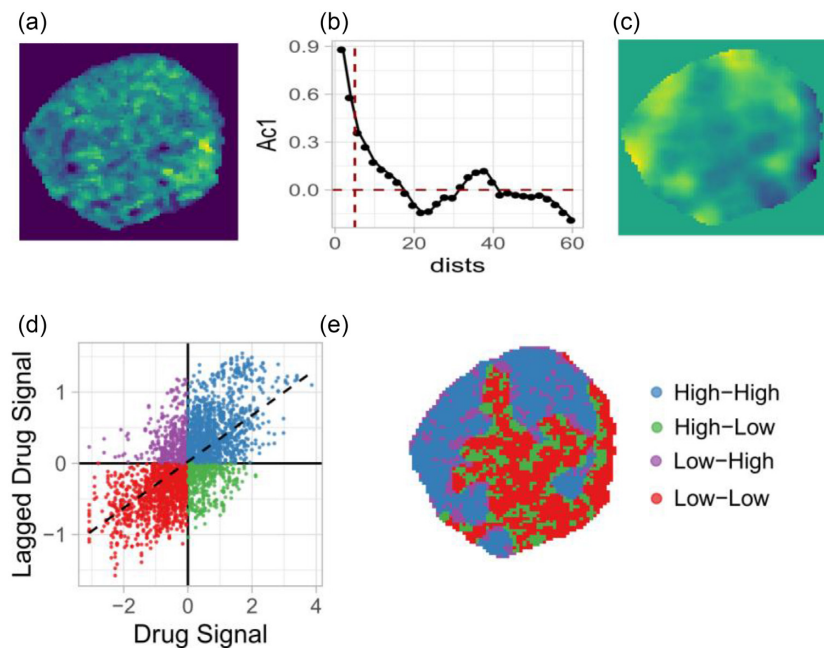 (a)
(b)
(c)
0.9
0.6
0.3
0.0
Ac1
0 20 40 60
dists
(d)
(e)
1
0
−1
Lagged Drug Signal
−2 0 2 4
Drug Signal
High−High
High−Low
Low−High
Low−Low